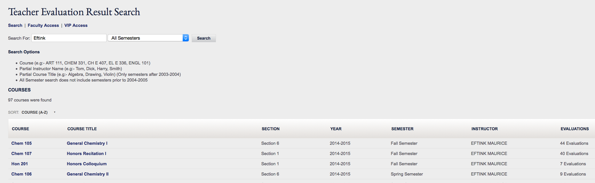 Teacher Evaluation Result Search
Search | Faculty Access | VIP Access
Search For: Eftink All Semesters Search
Search Options
Course (e.g:- ART 111, CHEM 331, CH E 407, EL E 336, ENGL 101)
Partial Instructor Name (e.g:- Tom, Dick, Harry, Smith)
Partial Course Title (e.g:- Algebra, Drawing, Violin) (Only semesters after 2003-2004)
All Semester search does not include semesters prior to 2004-2005
COURSES
97 courses were found
SORT COURSE (A-Z)
COURSE COURSE TITLE SECTION YEAR SEMESTER INSTRUCTOR EVALUATIONS
Chem 105 General Chemistry I Section 6 2014-2015 Fall Semester EFTINK MAURICE 44 Evaluations
Chem 107 Honors Recitation I Section 1 2014-2015 Fall Semester EFTINK MAURICE 40 Evaluations
Hon 201 Honors Colloquium Section 1 2014-2015 Fall Semester EFTINK MAURICE 7 Evaluations
Chem 106 General Chemistry II Section 6 2014-2015 Spring Semester EFTINK MAURICE 9 Evaluations